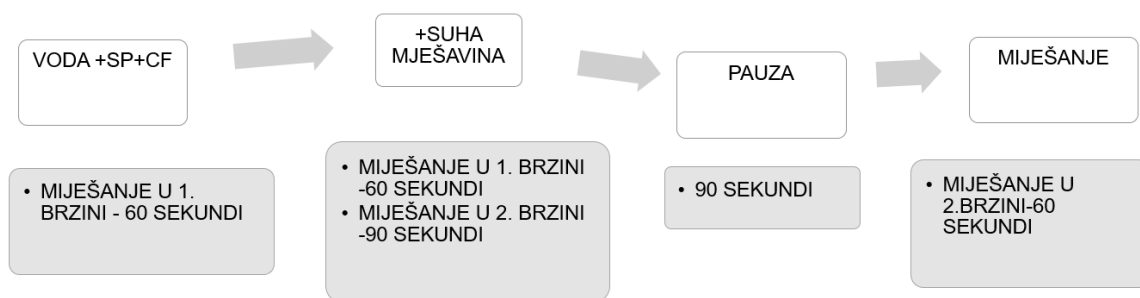 VODA +SP+CF
• MIJEŠANJE U 1.
BRZINI - 60 SEKUNDI
+SUHA
MJEŠAVINA
• MIJEŠANJE U 1. BRZINI
-60 SEKUNDI
• MIJEŠANJE U 2. BRZINI
-90 SEKUNDI
PAUZA
• 90 SEKUNDI
MIJEŠANJE
• MIJEŠANJE U
2.BRZINI-60
SEKUNDI